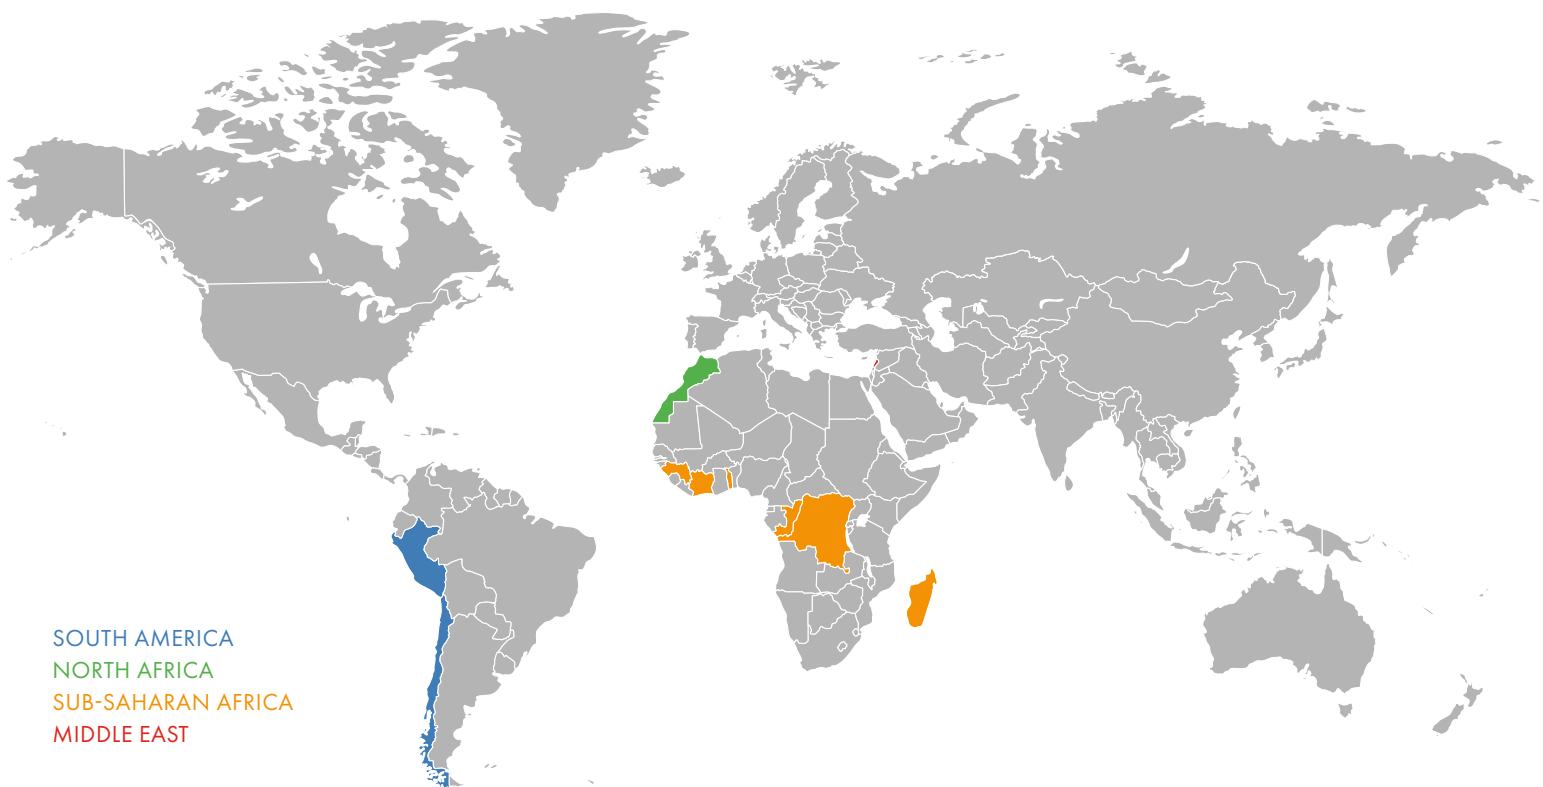 SOUTH AMERICA
NORTH AFRICA
SUB-SAHARAN AFRICA
MIDDLE EAST